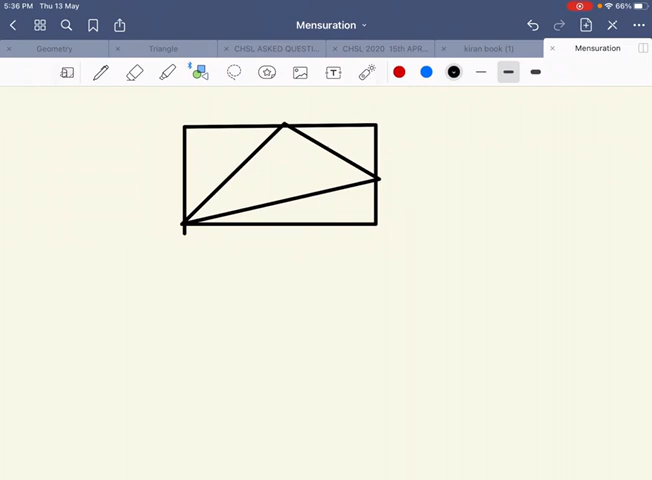 5:36 PM Thu 13 May
66%
Mensuration
Geometry
Triangle
CHSL ASKED QUESTI...
CHSL 2020 15th APR...
kiran book (1)
Mensuration
T